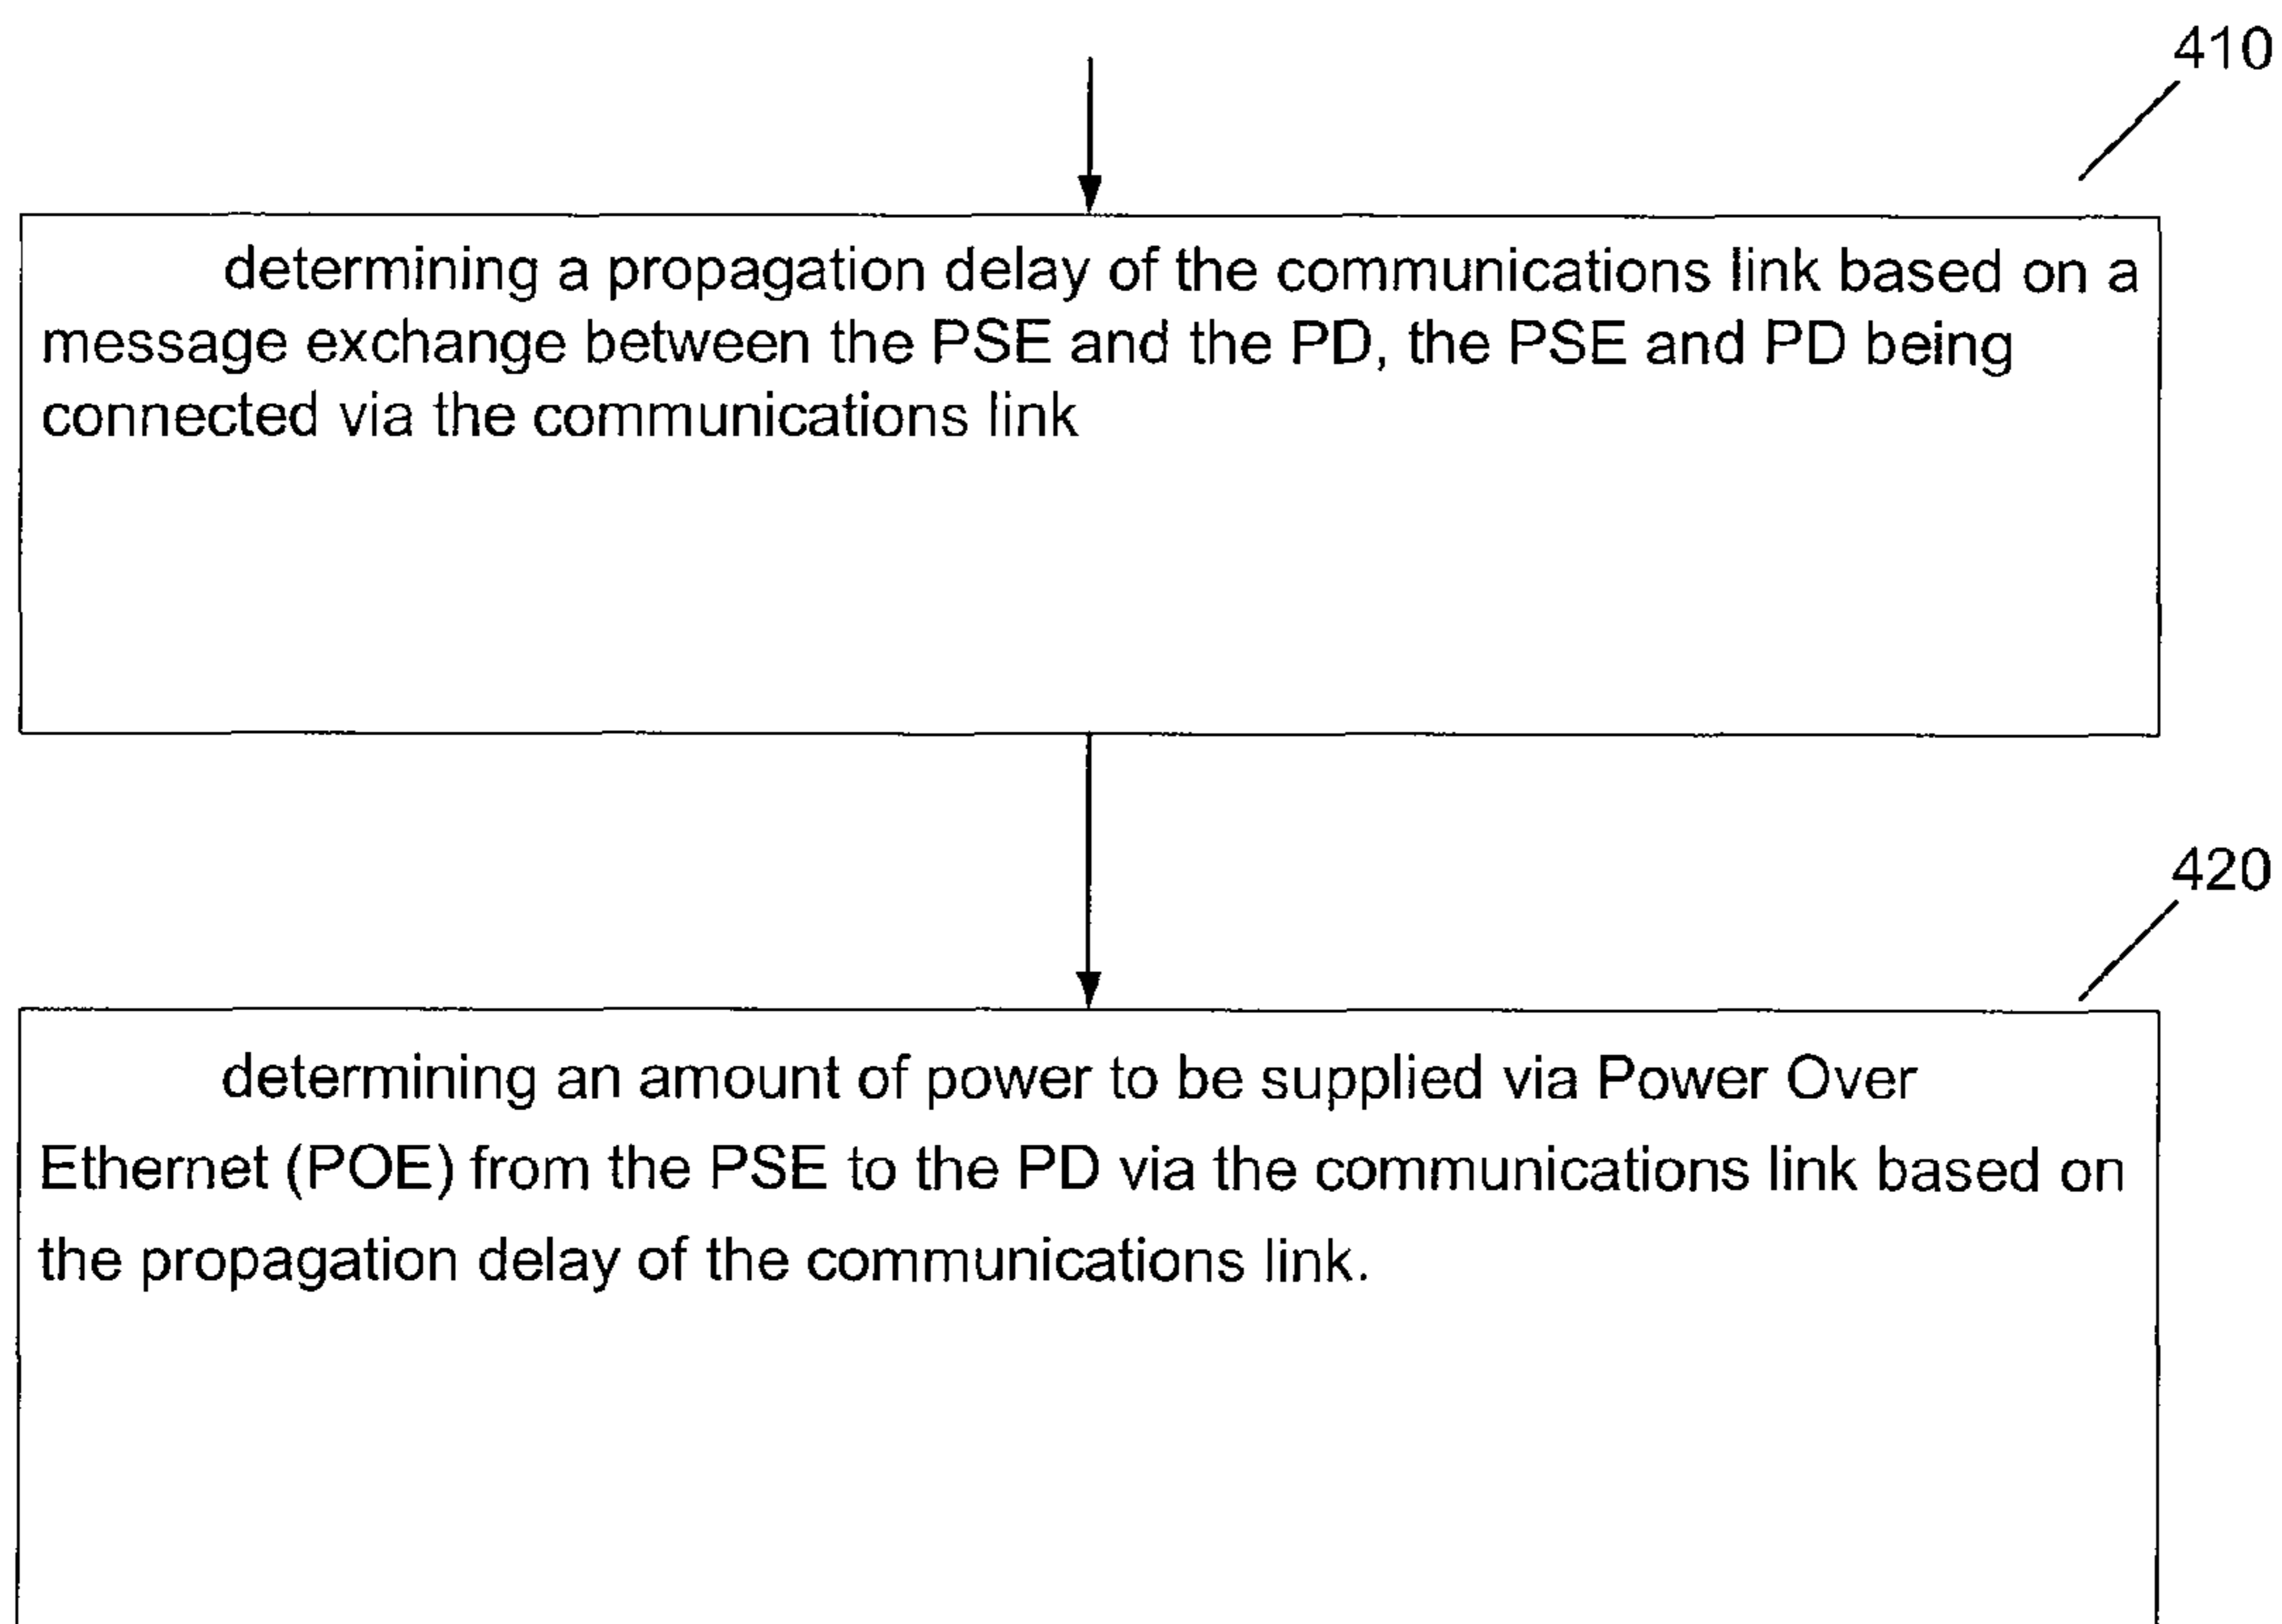 410
determining a propagation delay of the communications link based on a
message exchange between the PSE and the PD, the PSE and PD being
connected via the communications link
420
determining an amount of power to be supplied via Power Over
Ethernet (POE) from the PSE to the PD via the communications link based on
the propagation delay of the communications link.